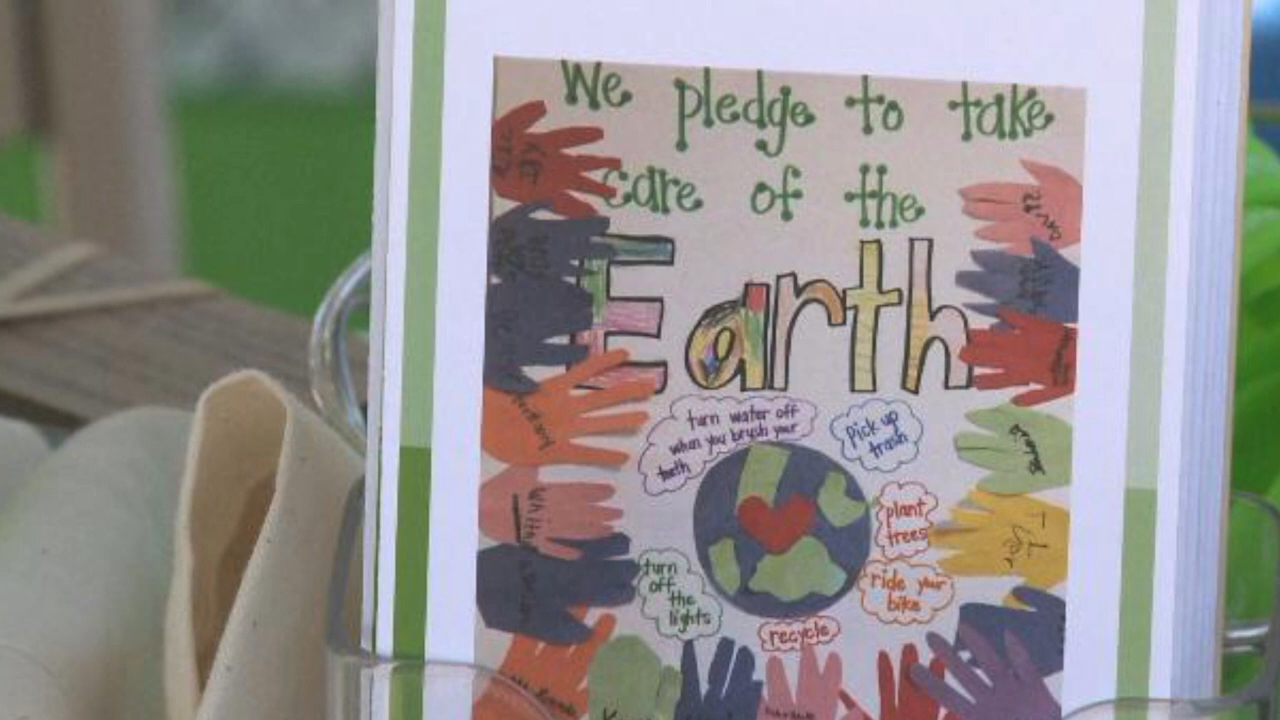 We pledge to take
care of the
Earth
turn water off
when you brush your
teeth
pick up
trash
plant
trees
ride your
bike
turn
off
the
lights
recycle